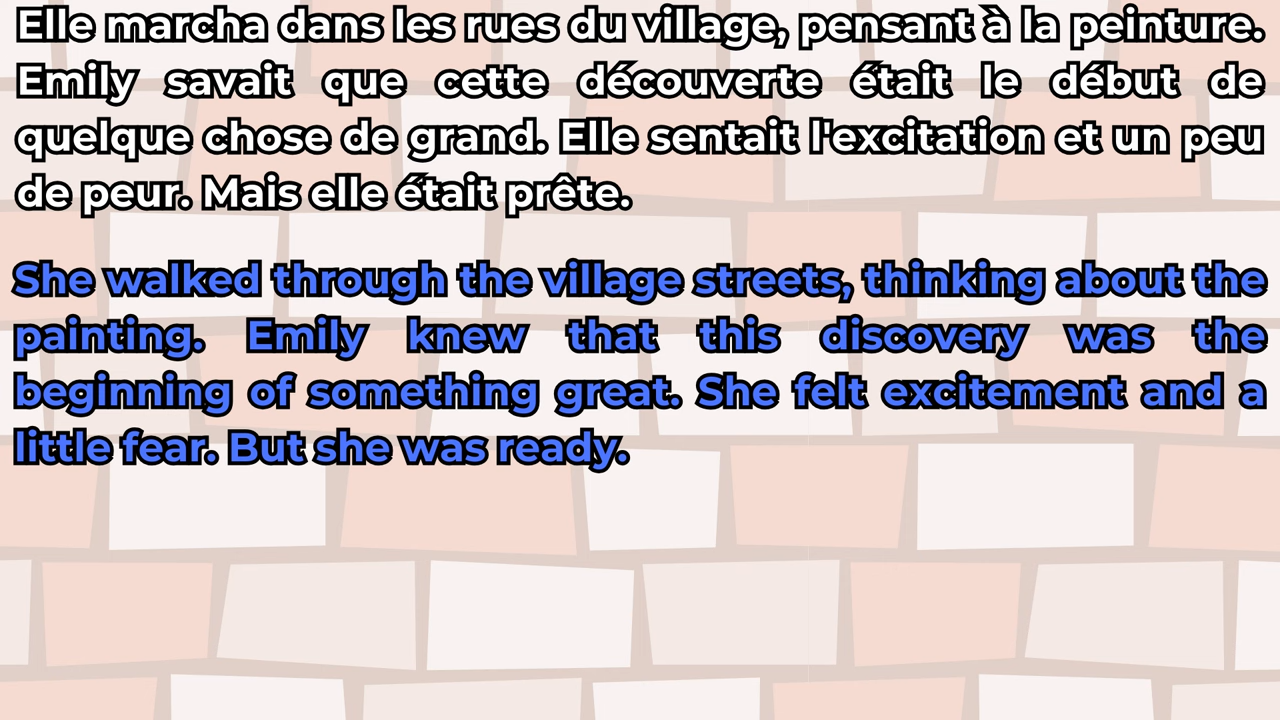 Elle marcha dans les rues du village, pensant à la peinture.
Emily savait que cette découverte était le début de
quelque chose de grand. Elle sentait l'excitation et un peu
de peur. Mais elle était prête.
She walked through the village streets, thinking about the
painting. Emily knew that this discovery was the
beginning of something great. She felt excitement and a
little fear. But she was ready.